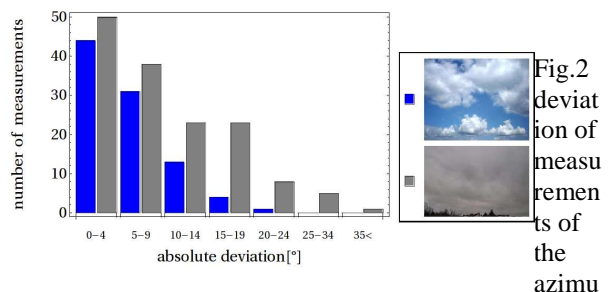 50
40
30
20
10
0
number of measurements
0−4 5−9 10−14 15−19 20−24 25−34 35<
absolute deviation[°]
Fig.2
deviat
ion of
measu
remen
ts of
the
azimu